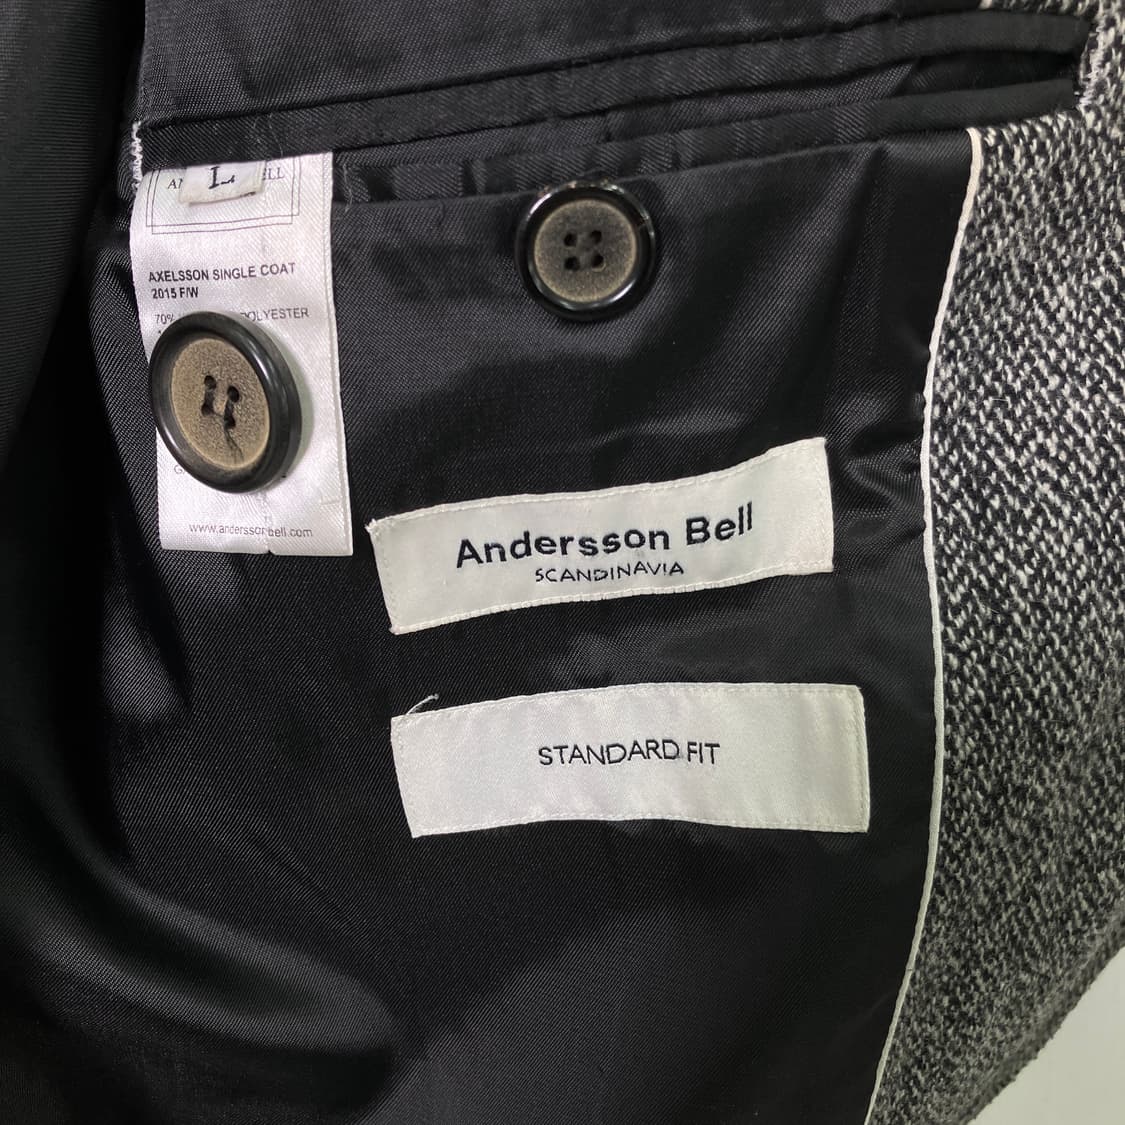 L
AXELSSON SINGLE COAT
2015 F/W
70% POLYESTER
www.anderssonbell.com
Andersson Bell
SCANDINAVIA
STANDARD FIT